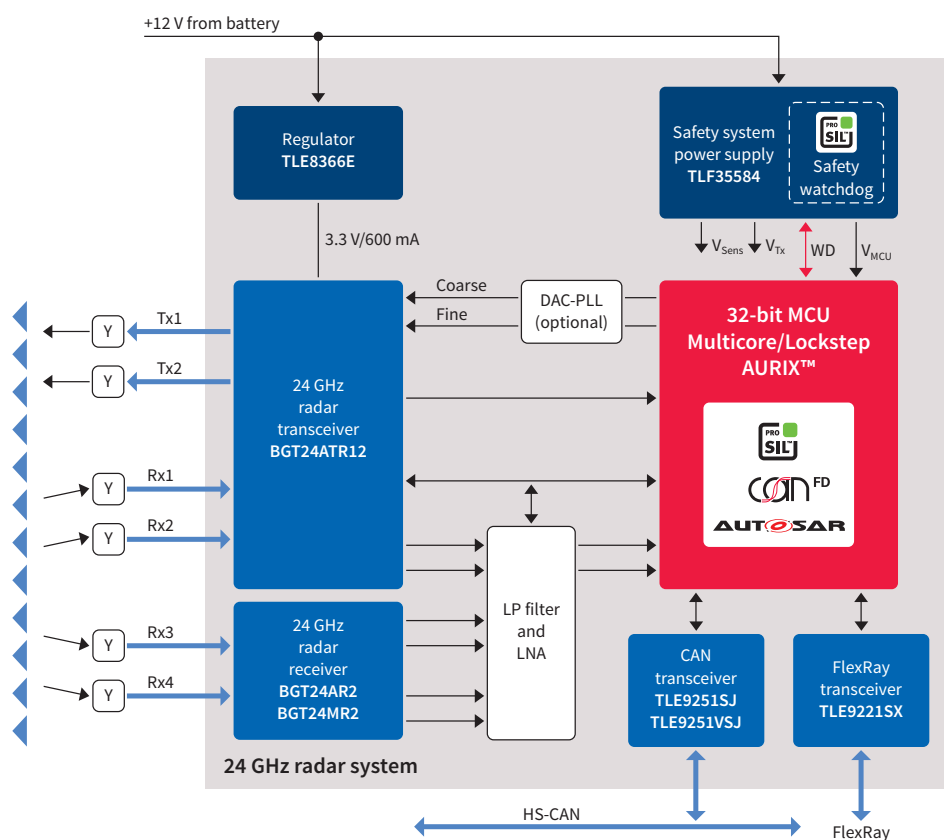 +12 V from battery
Regulator
TLE8366E
Safety system
power supply
TLF35584
PRO
SIL™
Safety
watchdog
3.3 V/600 mA
VSens
VTx
WD
VMCU
Coarse
Fine
DAC-PLL
(optional)
32-bit MCU
Multicore/Lockstep
AURIX™
PRO
SIL™
CAN FD
AUTOSAR
Y
Tx1
Y
Tx2
24 GHz
radar
transceiver
BGT24ATR12
Y
Rx1
Y
Rx2
LP filter
and
LNA
Y
Rx3
Y
Rx4
24 GHz
radar
receiver
BGT24AR2
BGT24MR2
CAN
transceiver
TLE9251SJ
TLE9251VSJ
FlexRay
transceiver
TLE9221SX
24 GHz radar system
HS-CAN
FlexRay